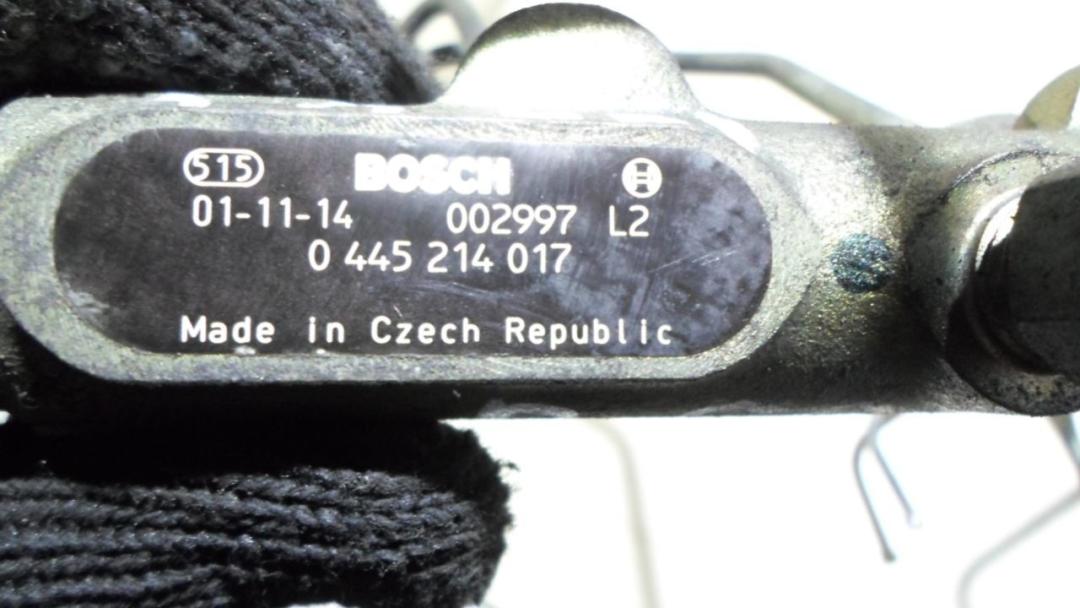 515 BOSCH
01-11-14 002997 L2
0 445 214 017
Made in Czech Republic